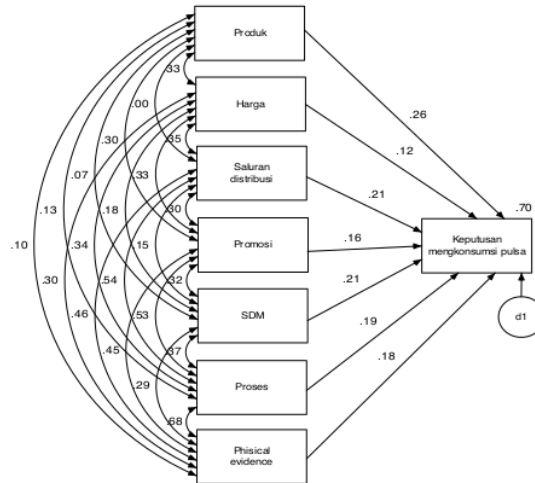 Produk
.33
Harga
.26
.00
.12
.35
.30
Saluran
distribusi
.07
.33
.21
.70
.13
.18
.30
Promosi
.16
Keputusan
mengkonsumsi pulsa
.10
.34
.15
.32
.30
.54
SDM
.21
d1
.46
.53
.37
.19
.45
Proses
.18
.29
.68
Phisical
evidence